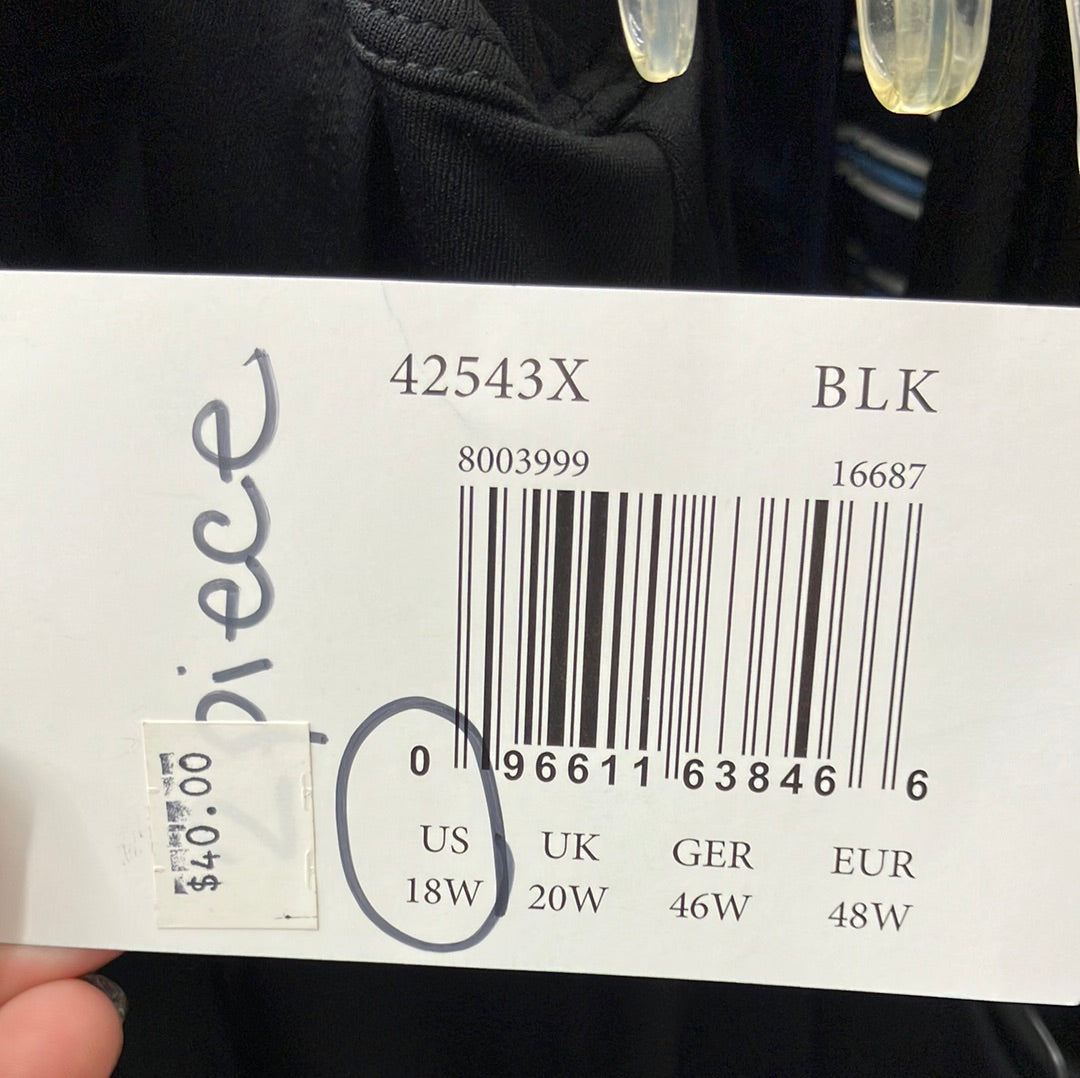 42543X BLK
8003999 16687
0 96611 63846 6
US UK GER EUR
18W 20W 46W 48W
piece
$40.00